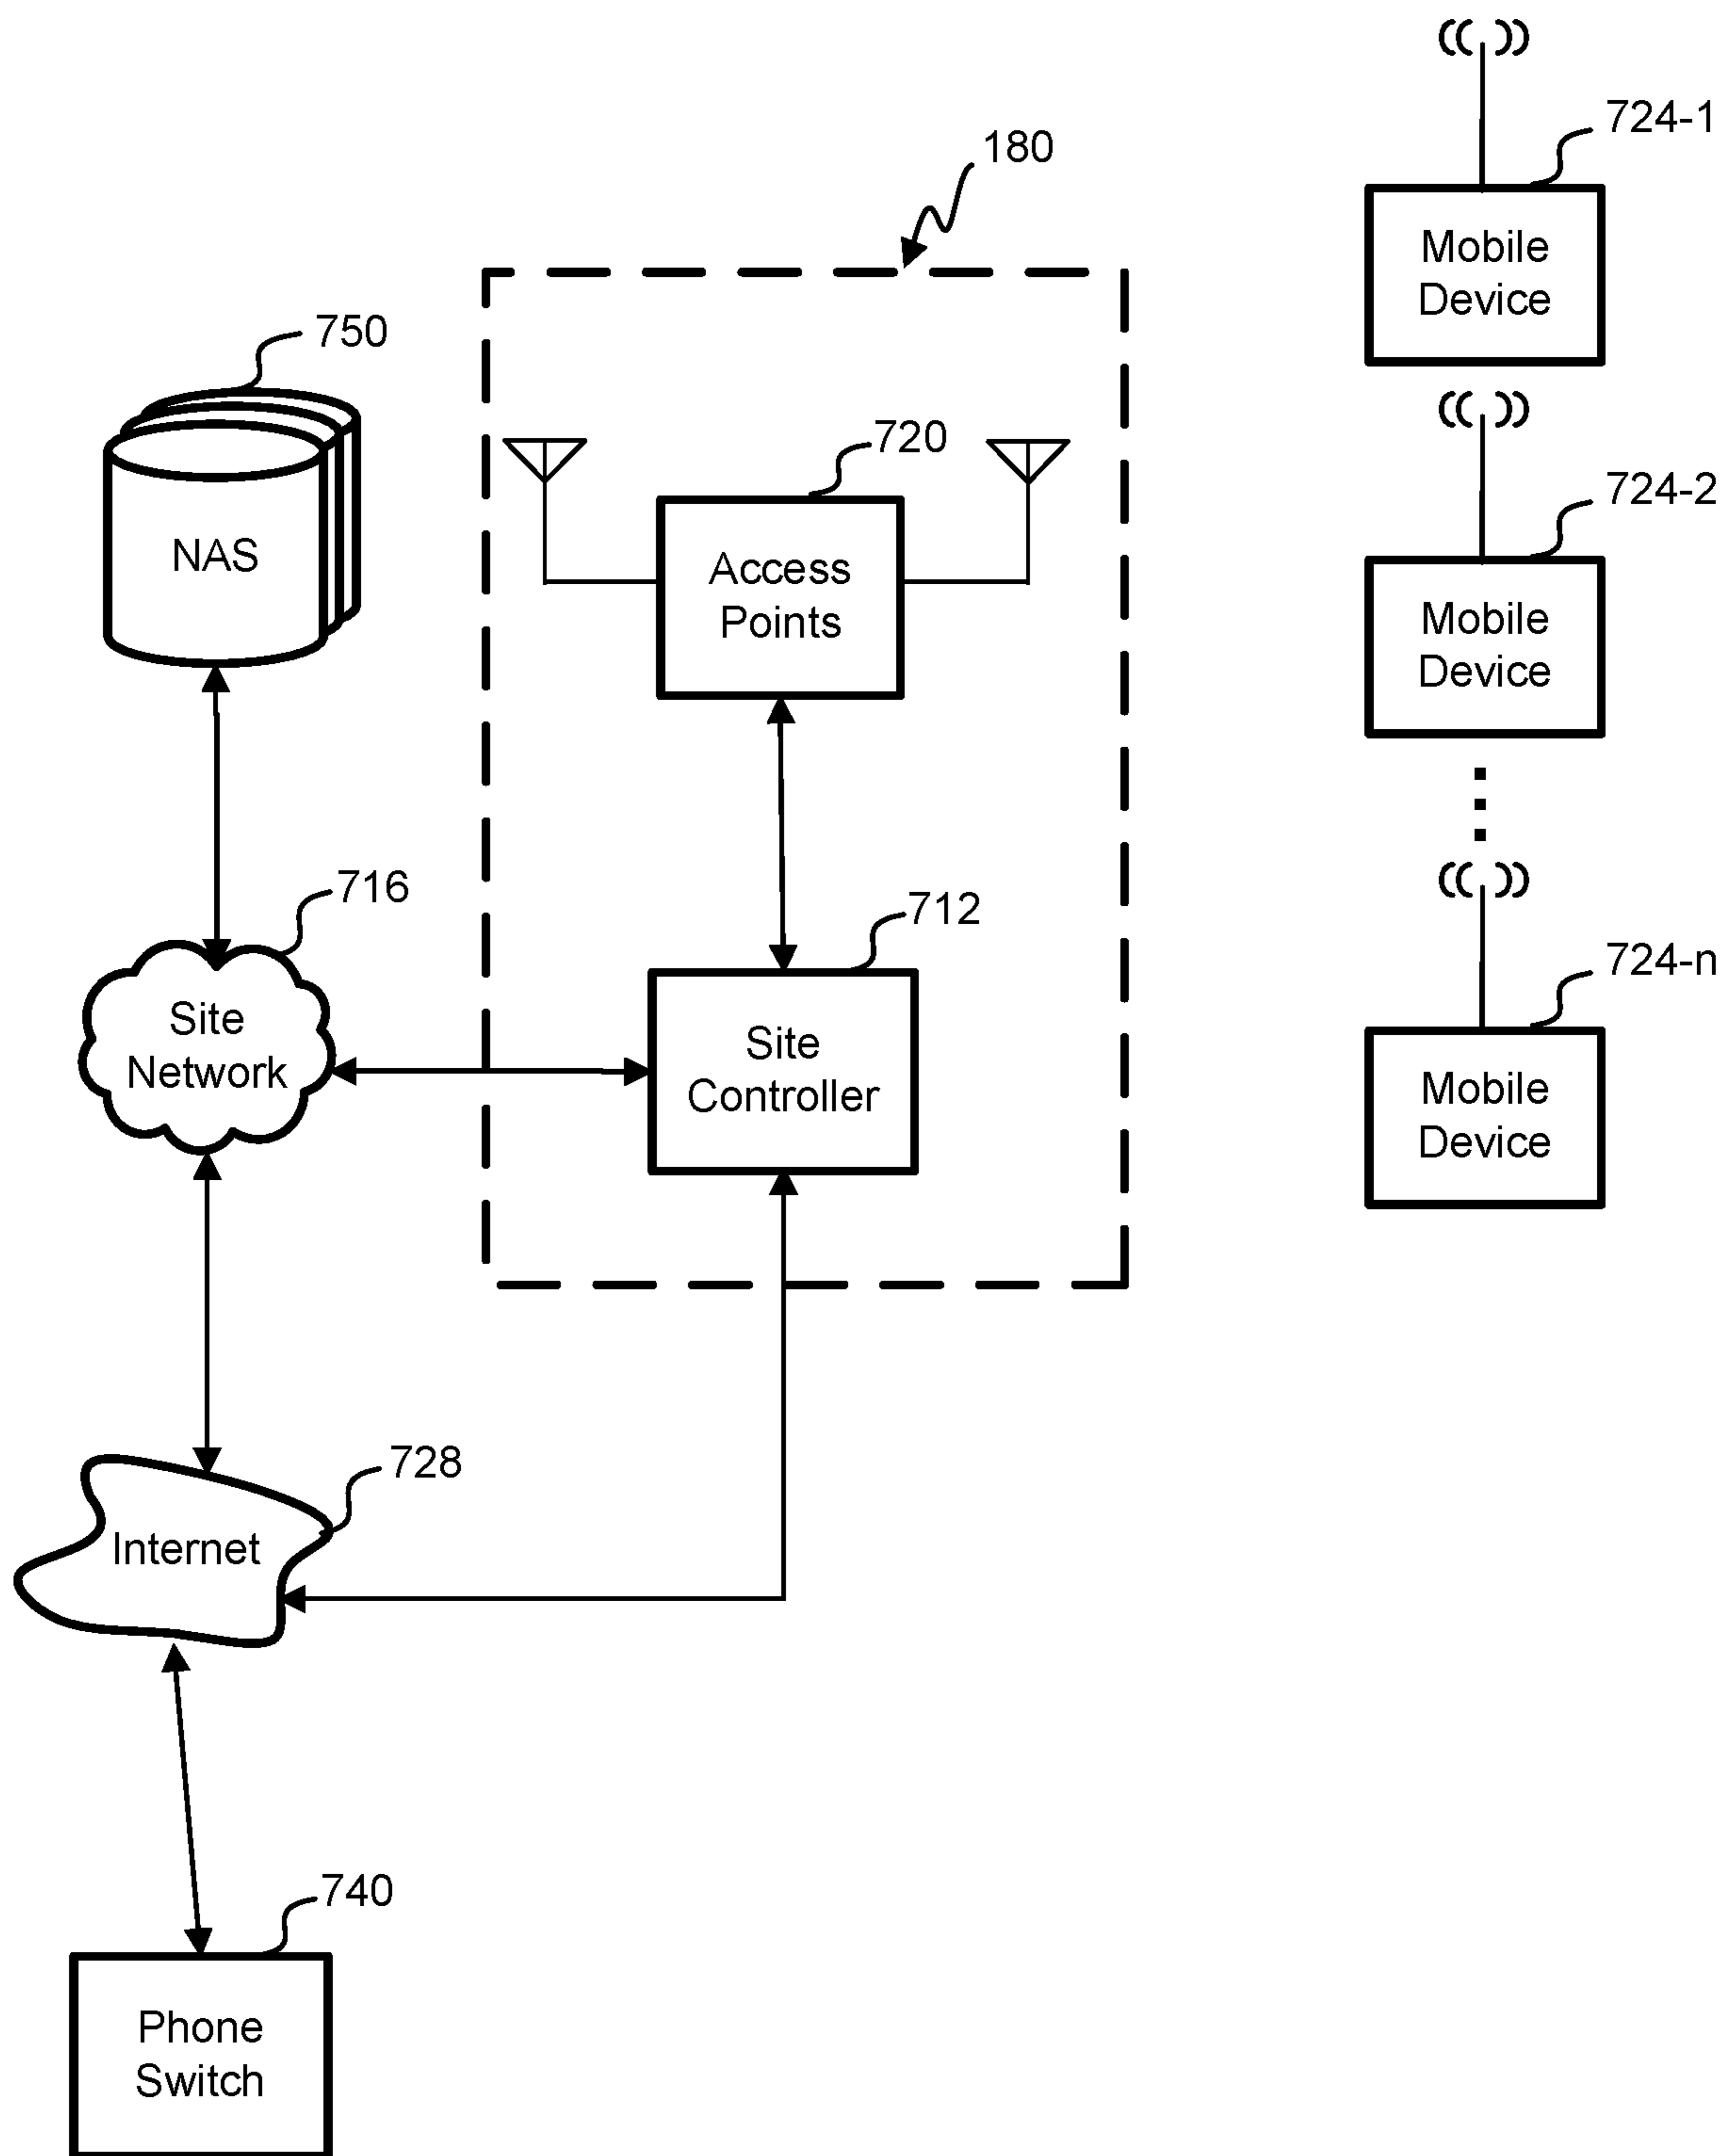 724-1
180
Mobile
Device
750
720
724-2
NAS
Access
Points
Mobile
Device
716
712
724-n
Site
Network
Site
Controller
Mobile
Device
728
Internet
740
Phone
Switch